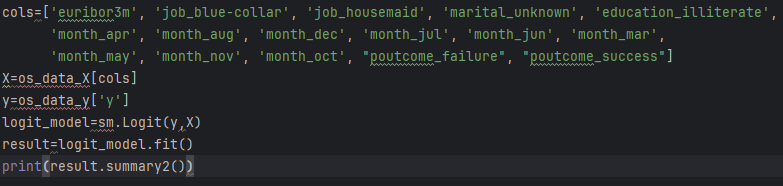 cols=['euribor3m', 'job_blue-collar', 'job_housemaid', 'marital_unknown', 'education_illiterate',
'month_apr', 'month_aug', 'month_dec', 'month_jul', 'month_jun', 'month_mar',
'month_may', 'month_nov', 'month_oct', "poutcome_failure", "poutcome_success"]
X=os_data_X[cols]
y=os_data_y['y']
logit_model=sm.Logit(y,X)
result=logit_model.fit()
print(result.summary2())